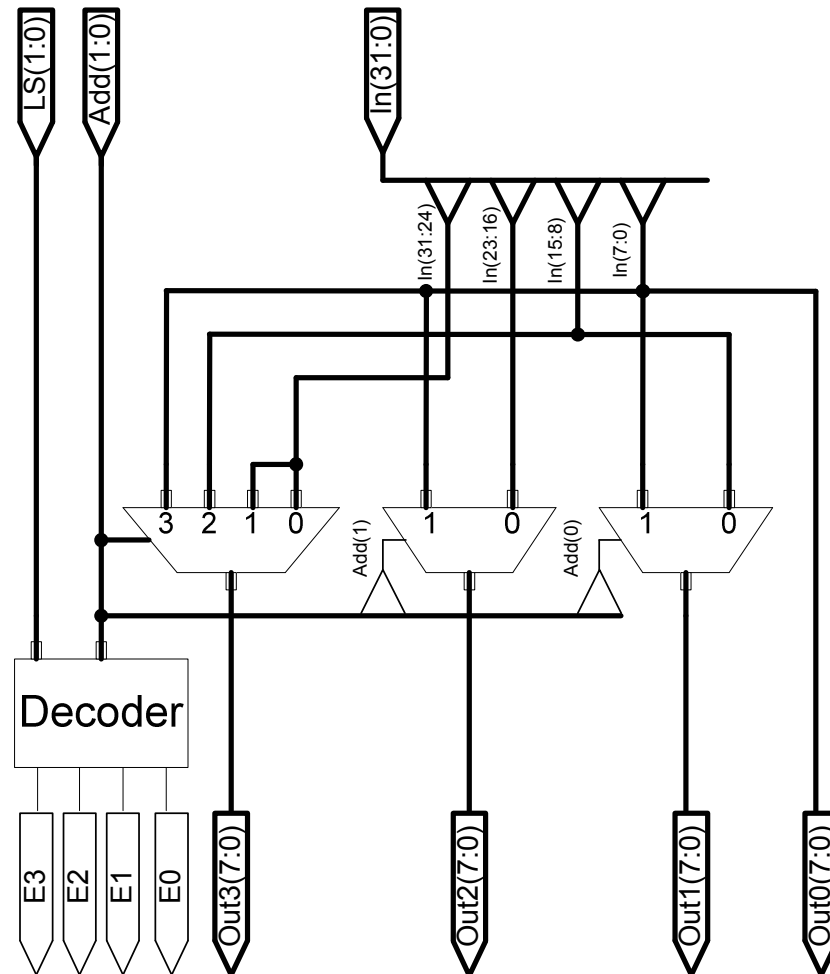 LS(1:0)
Add(1:0)
In(31:0)
In(31:24)
In(23:16)
In(15:8)
In(7:0)
3 2 1 0
1 0
1 0
Add(1)
Add(0)
Decoder
E3
E2
E1
E0
Out3(7:0)
Out2(7:0)
Out1(7:0)
Out0(7:0)